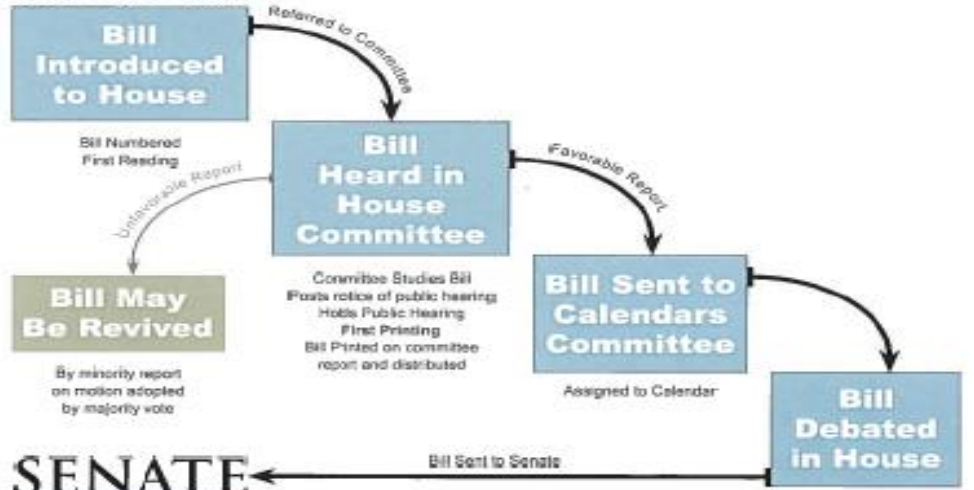 Bill
Introduced
to House
Referred to Committee
Bill Numbered
First Reading
Bill
Heard in
House
Committee
Unfavorable Report
Favorable Report
Bill May
Be Revived
Committee Studies Bill
Posts notice of public hearing
Holds Public Hearing
First Printing
Bill Printed on committee
report and distributed
Bill Sent to
Calendars
Committee
By minority report
on motion adopted
by majority vote
Assigned to Calendar
Bill
Debated
in House
Bill Sent to Senate
SENATE